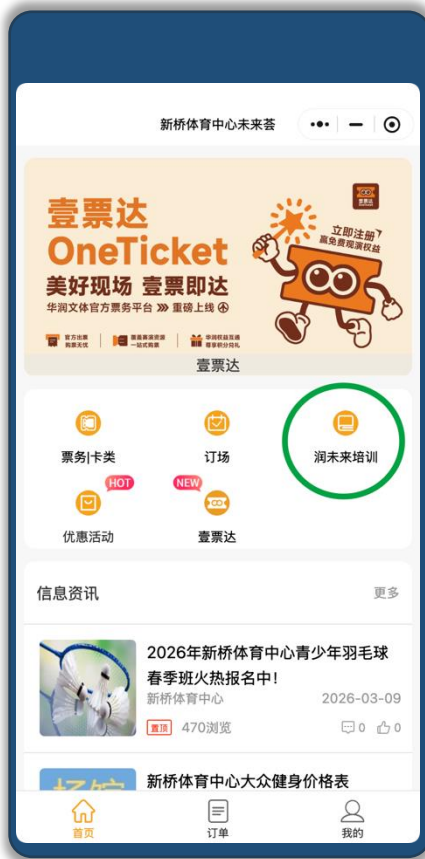 新桥体育中心未来荟
壹票达
OneTicket
美好现场 壹票即达
华润文体官方票务平台 >>> 重磅上线
立即注册
赢免费观演权益
壹票达
官方出票
购票无忧
一站式购票
华润权益互通
尊享积分兑礼
壹票达
票务|卡类
订场
润未来培训
HOT
NEW
优惠活动
壹票达
信息资讯
更多
2026年新桥体育中心青少年羽毛球
春季班火热报名中!
新桥体育中心
2026-03-09
置顶
470浏览
0
0
新桥体育中心大众健身价格表
首页
订单
我的